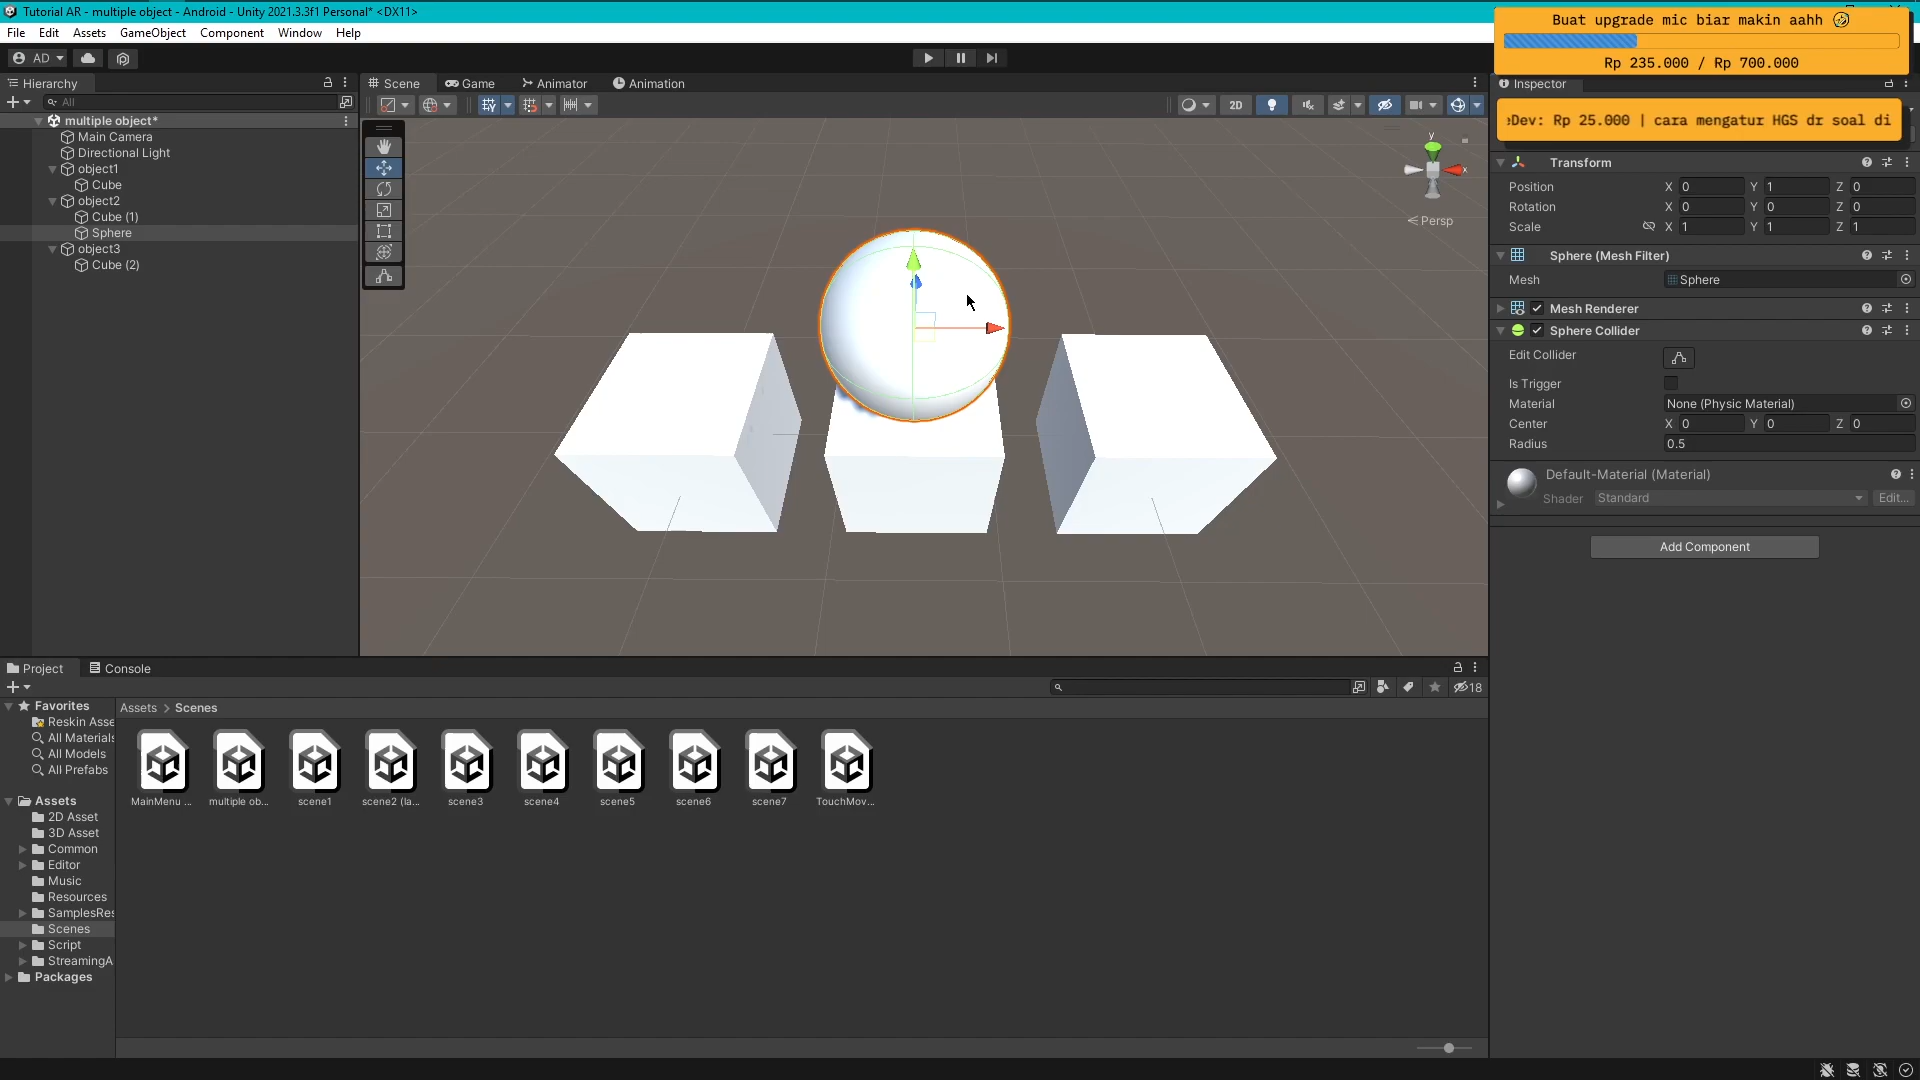 Tutorial AR - multiple object - Android - Unity 2021.3.3f1 Personal* <DX11>
File Edit Assets GameObject Component Window Help
Buat upgrade mic biar makin aahh
Rp 235.000 / Rp 700.000
AD
Hierarchy
Scene Game Animator Animation
Inspector
All
2D
Dev: Rp 25.000 | cara mengatur HGS dr soal di
multiple object*
Main Camera
Directional Light
object1
Cube
object2
Cube (1)
Sphere
object3
Cube (2)
y
x
Persp
Transform
Position X 0 Y 1 Z 0
Rotation X 0 Y 0 Z 0
Scale X 1 Y 1 Z 1
Sphere (Mesh Filter)
Mesh Sphere
Mesh Renderer
Sphere Collider
Edit Collider
Is Trigger
Material None (Physic Material)
Center X 0 Y 0 Z 0
Radius 0.5
Default-Material (Material)
Shader Standard Edit...
Add Component
Project Console
18
Favorites
Reskin Asse
All Materials
All Models
All Prefabs
Assets
2D Asset
3D Asset
Common
Editor
Music
Resources
SamplesRes
Scenes
Script
StreamingA
Packages
Assets > Scenes
MainMenu ...
multiple ob...
scene1
scene2 (la...
scene3
scene4
scene5
scene6
scene7
TouchMov...